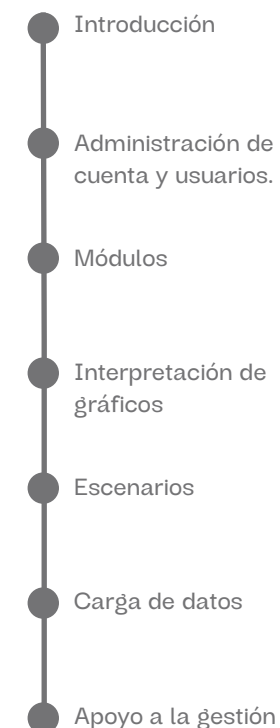 Introducción
Administración de
cuenta y usuarios.
Módulos
Interpretación de
gráficos
Escenarios
Carga de datos
Apoyo a la gestión